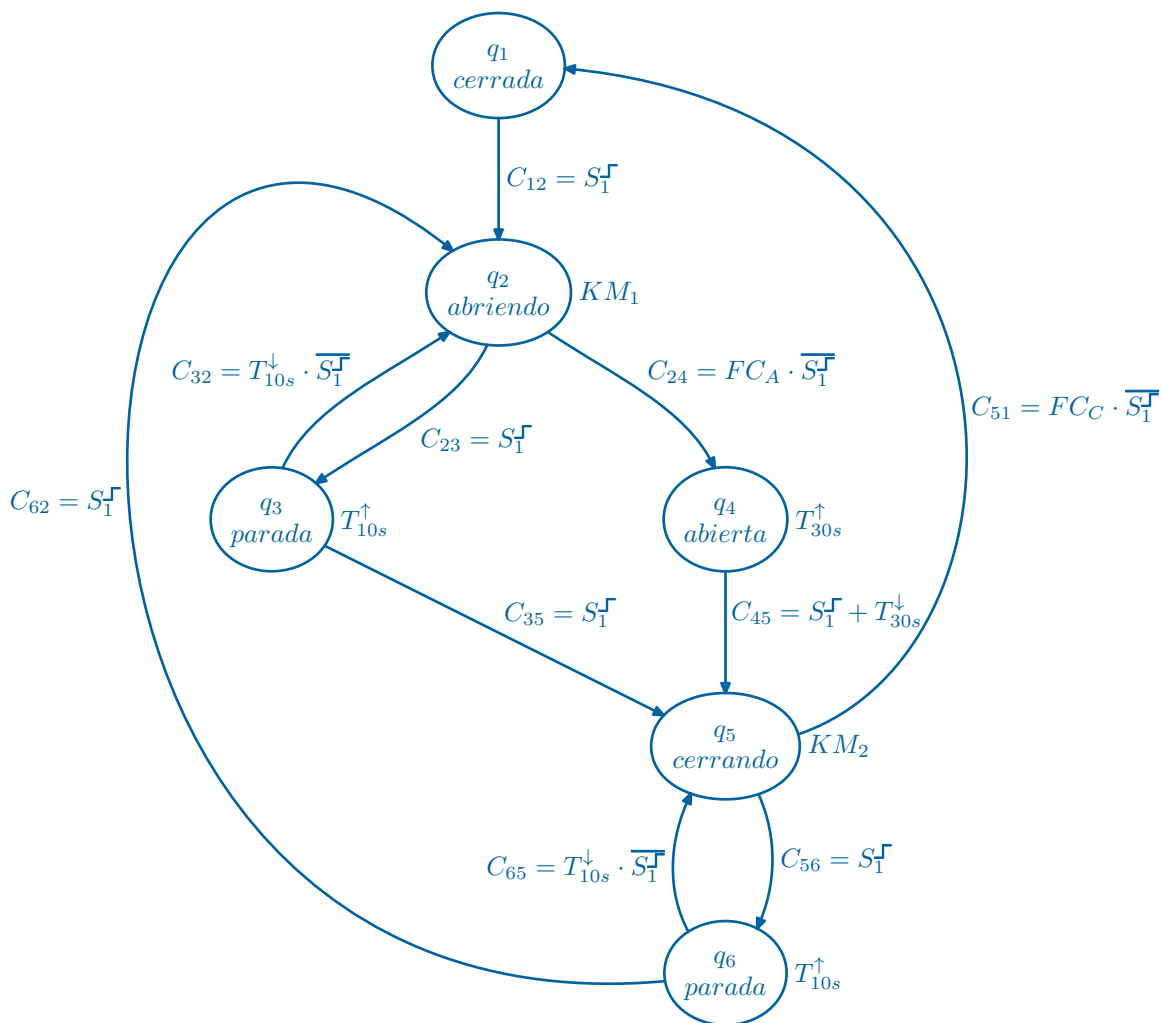 q₁
cerrada
C₁₂ = S₁⎍
q₂
abriendo
KM₁
C₃₂ = T↓₁₀ₛ · S̅₁̅⎍̅
C₂₄ = FC_A · S̅₁̅⎍̅
C₅₁ = FC_C · S̅₁̅⎍̅
C₂₃ = S₁⎍
C₆₂ = S₁⎍
q₃
parada
T↑₁₀ₛ
q₄
abierta
T↑₃₀ₛ
C₃₅ = S₁⎍
C₄₅ = S₁⎍ + T↓₃₀ₛ
q₅
cerrando
KM₂
C₆₅ = T↓₁₀ₛ · S̅₁̅⎍̅
C₅₆ = S₁⎍
q₆
parada
T↑₁₀ₛ